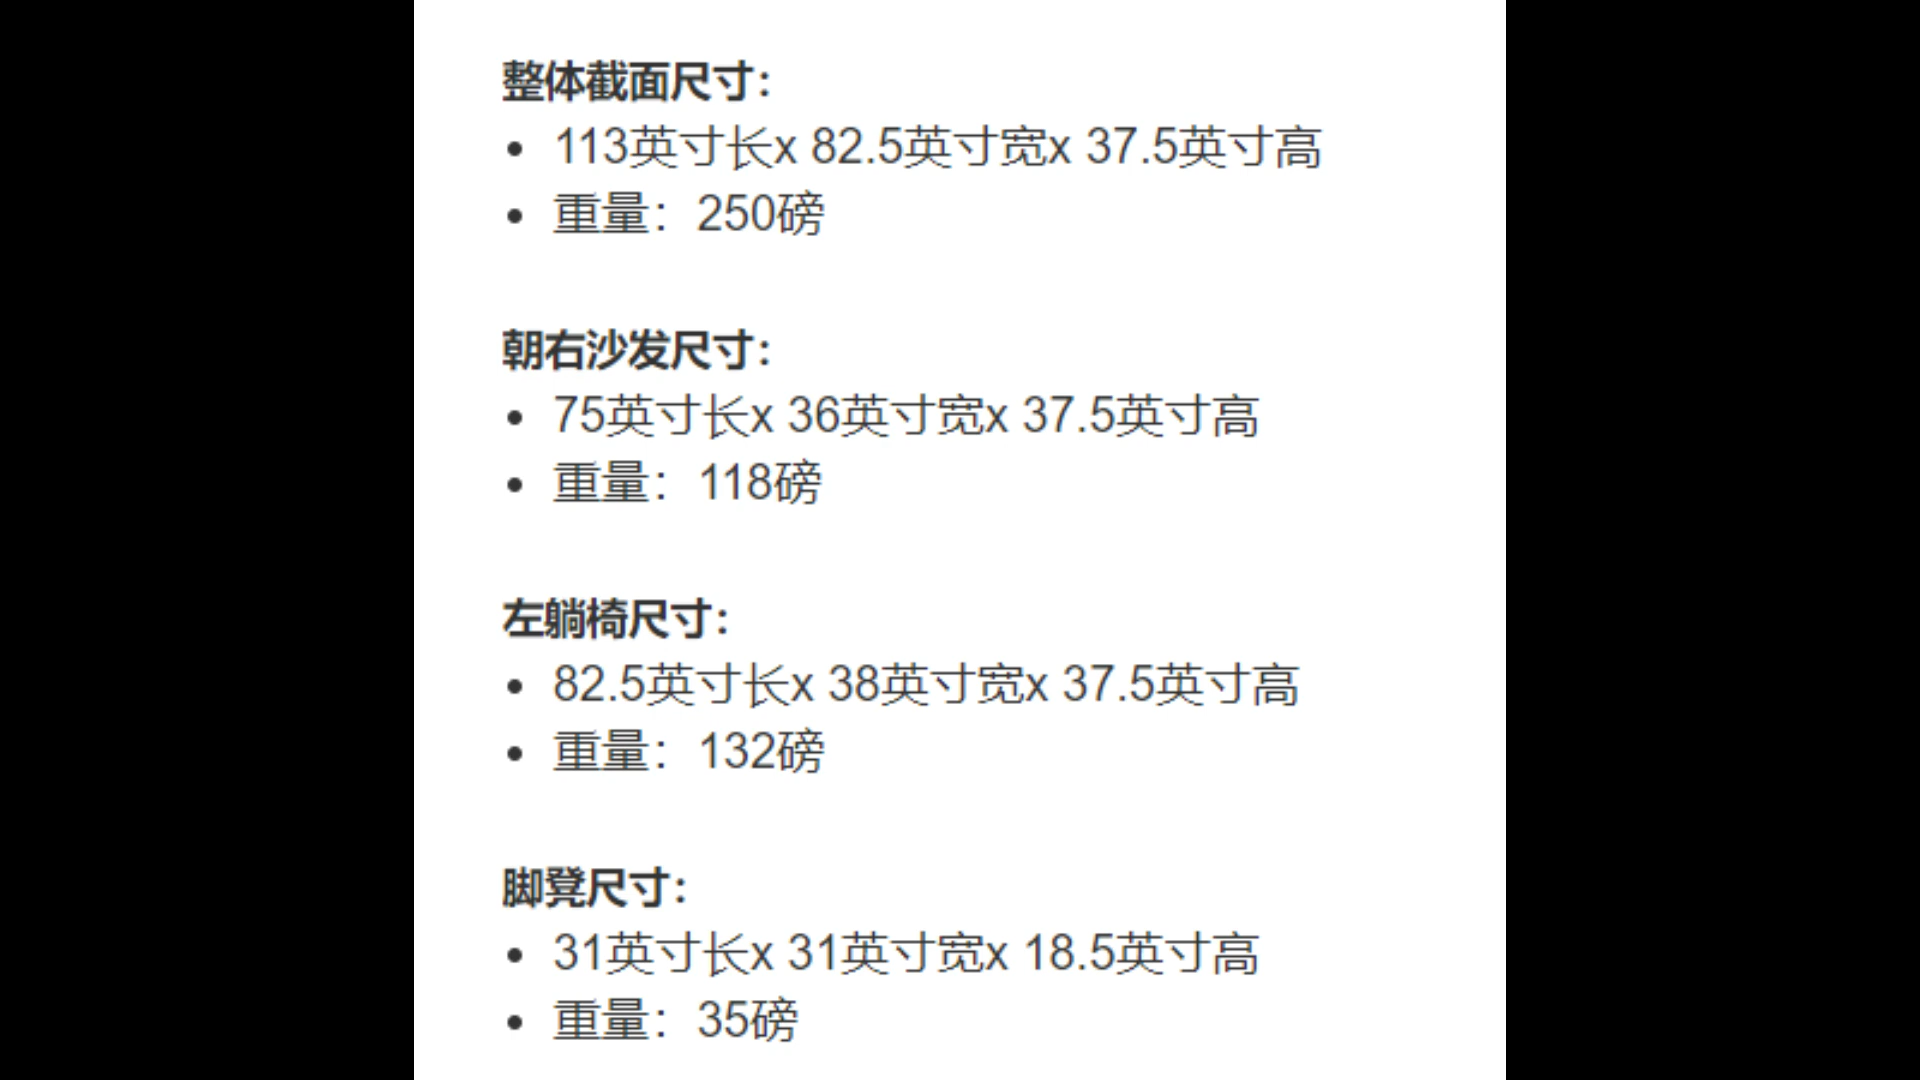 整体截面尺寸：
• 113英寸长x 82.5英寸宽x 37.5英寸高
• 重量：250磅
朝右沙发尺寸：
• 75英寸长x 36英寸宽x 37.5英寸高
• 重量：118磅
左躺椅尺寸：
• 82.5英寸长x 38英寸宽x 37.5英寸高
• 重量：132磅
脚凳尺寸：
• 31英寸长x 31英寸宽x 18.5英寸高
• 重量：35磅